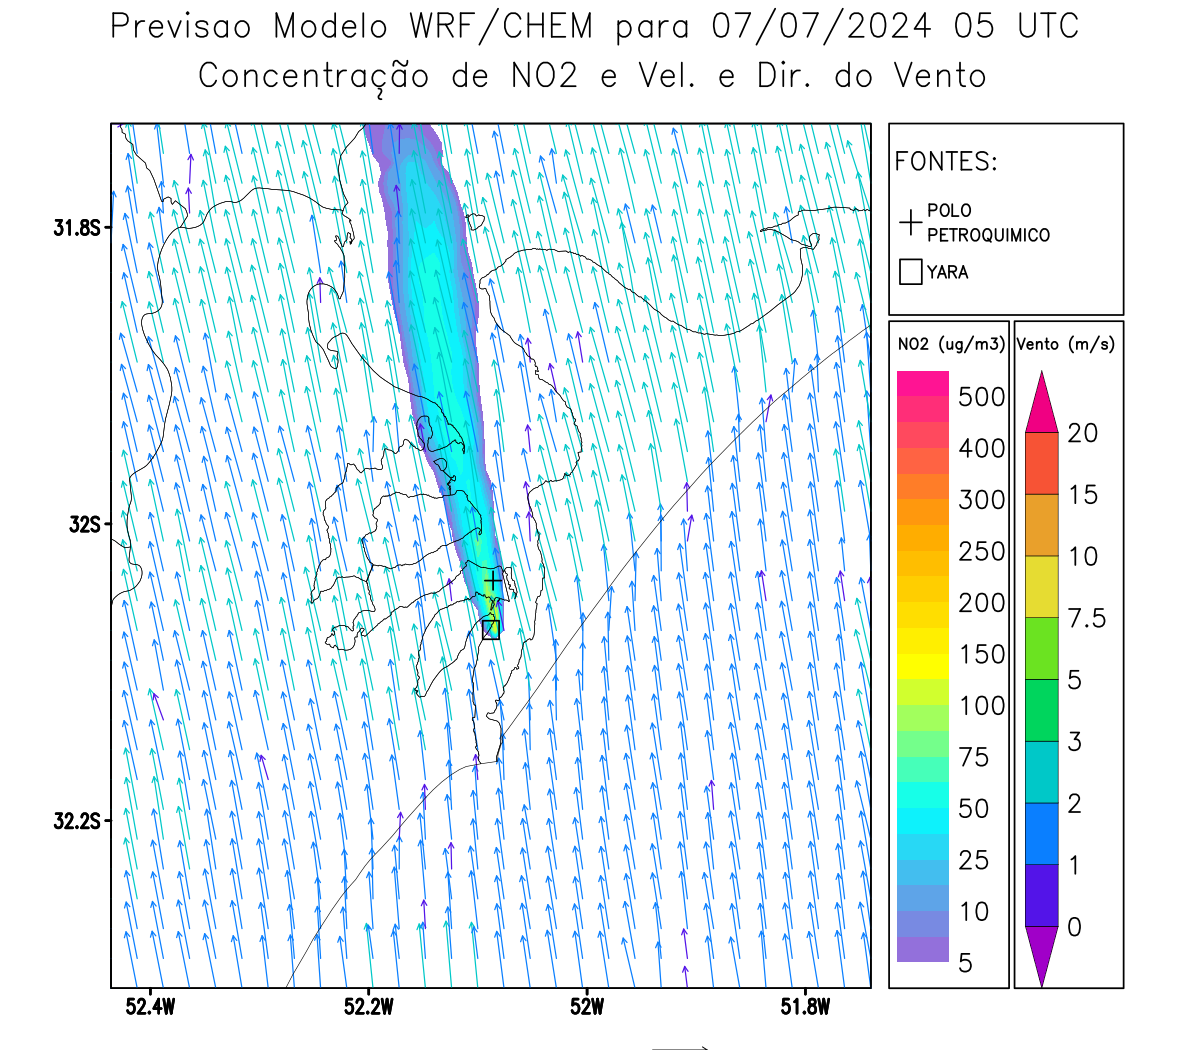 Previsao Modelo WRF/CHEM para 07/07/2024 05 UTC
Concentração de NO2 e Vel. e Dir. do Vento
FONTES:
POLO
PETROQUIMICO
YARA
NO2 (ug/m3)
500
400
300
250
200
150
100
75
50
25
10
5
Vento (m/s)
20
15
10
7.5
5
3
2
1
0
31.8S
32S
32.2S
52.4W
52.2W
52W
51.8W